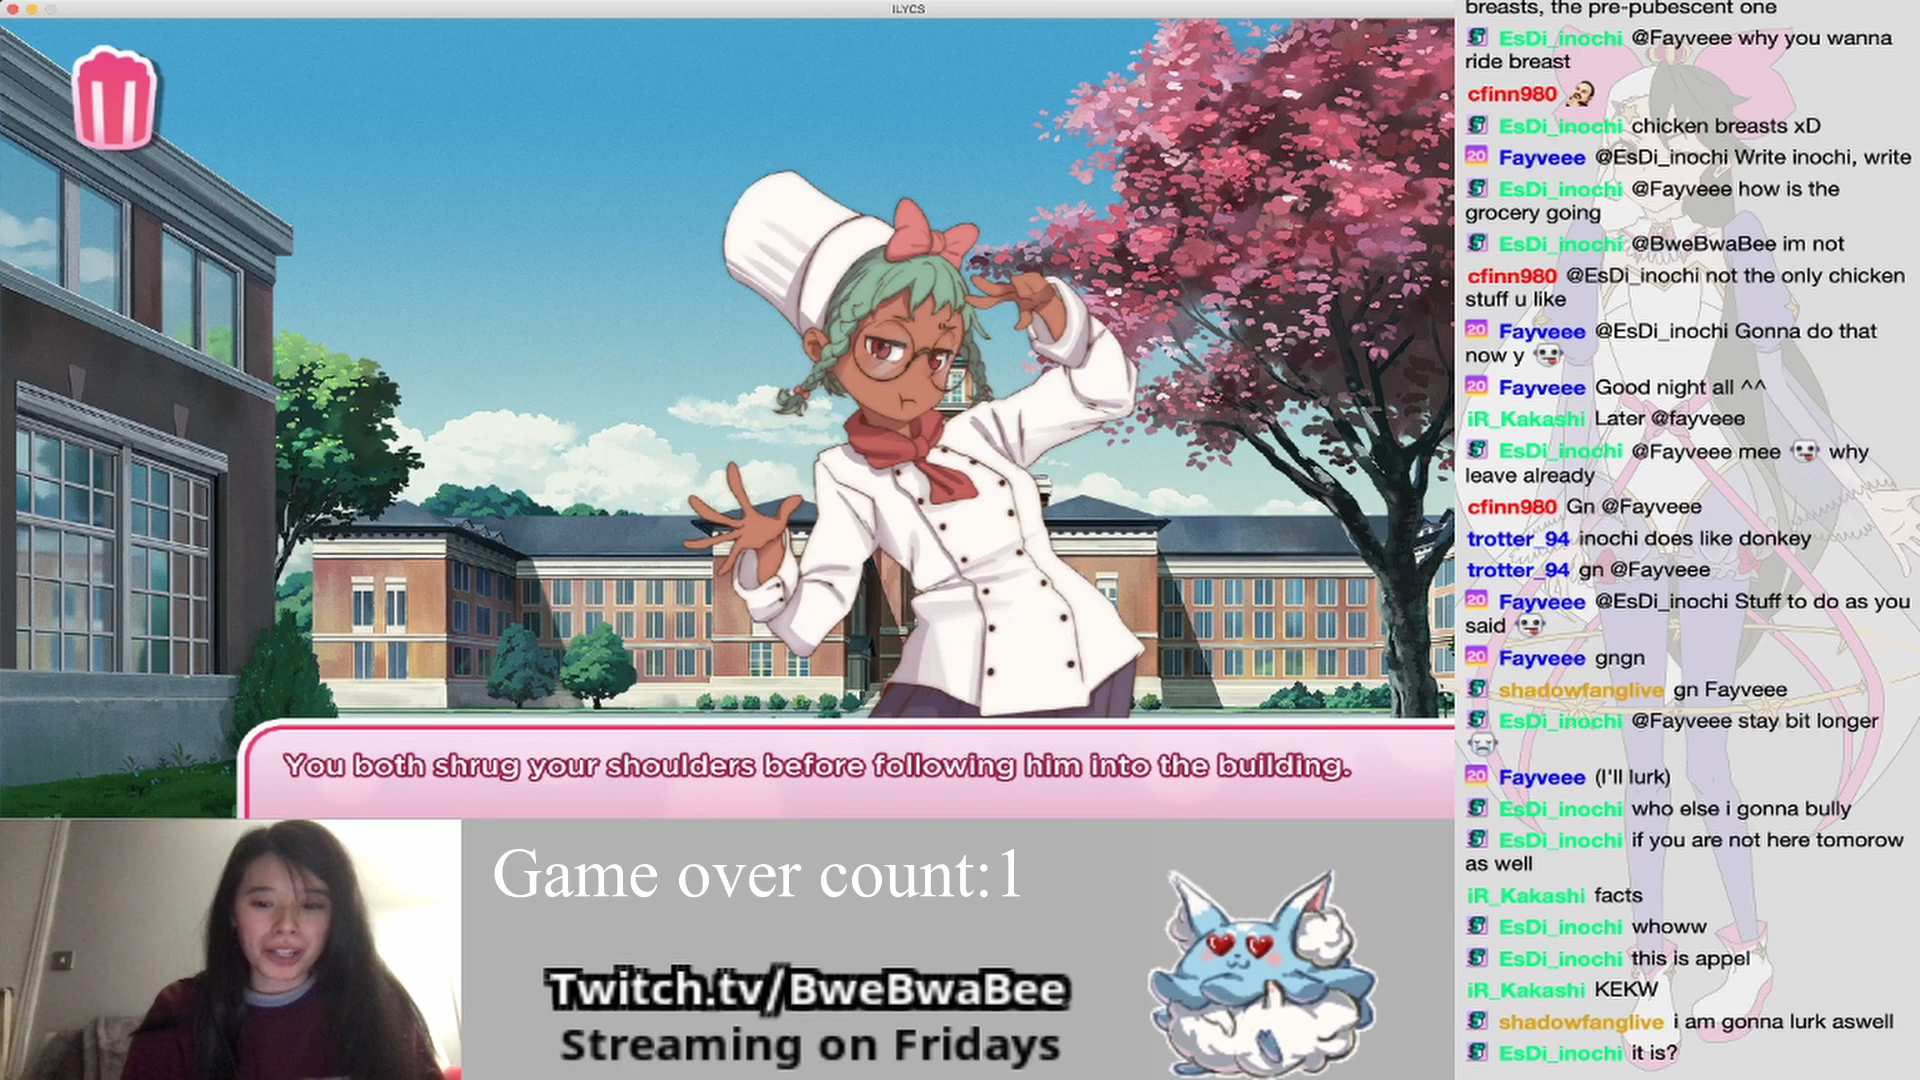 ILYCS
You both shrug your shoulders before following him into the building.
Game over count:1
Twitch.tv/BweBwaBee
Streaming on Fridays
breasts, the pre-pubescent one
EsDi_inochi @Fayveee why you wanna
ride breast
cfinn980
EsDi_inochi chicken breasts xD
20 Fayveee @EsDi_inochi Write inochi, write
EsDi_inochi @Fayveee how is the
grocery going
EsDi_inochi @BweBwaBee im not
cfinn980 @EsDi_inochi not the only chicken
stuff u like
20 Fayveee @EsDi_inochi Gonna do that
now y
20 Fayveee Good night all ^^
iR_Kakashi Later @fayveee
EsDi_inochi @Fayveee mee why
leave already
cfinn980 Gn @Fayveee
trotter_94 inochi does like donkey
trotter_94 gn @Fayveee
20 Fayveee @EsDi_inochi Stuff to do as you
said
20 Fayveee gngn
shadowfanglive gn Fayveee
EsDi_inochi @Fayveee stay bit longer
20 Fayveee (I'll lurk)
EsDi_inochi who else i gonna bully
EsDi_inochi if you are not here tomorow
as well
iR_Kakashi facts
EsDi_inochi whoww
EsDi_inochi this is appel
iR_Kakashi KEKW
shadowfanglive i am gonna lurk aswell
EsDi_inochi it is?